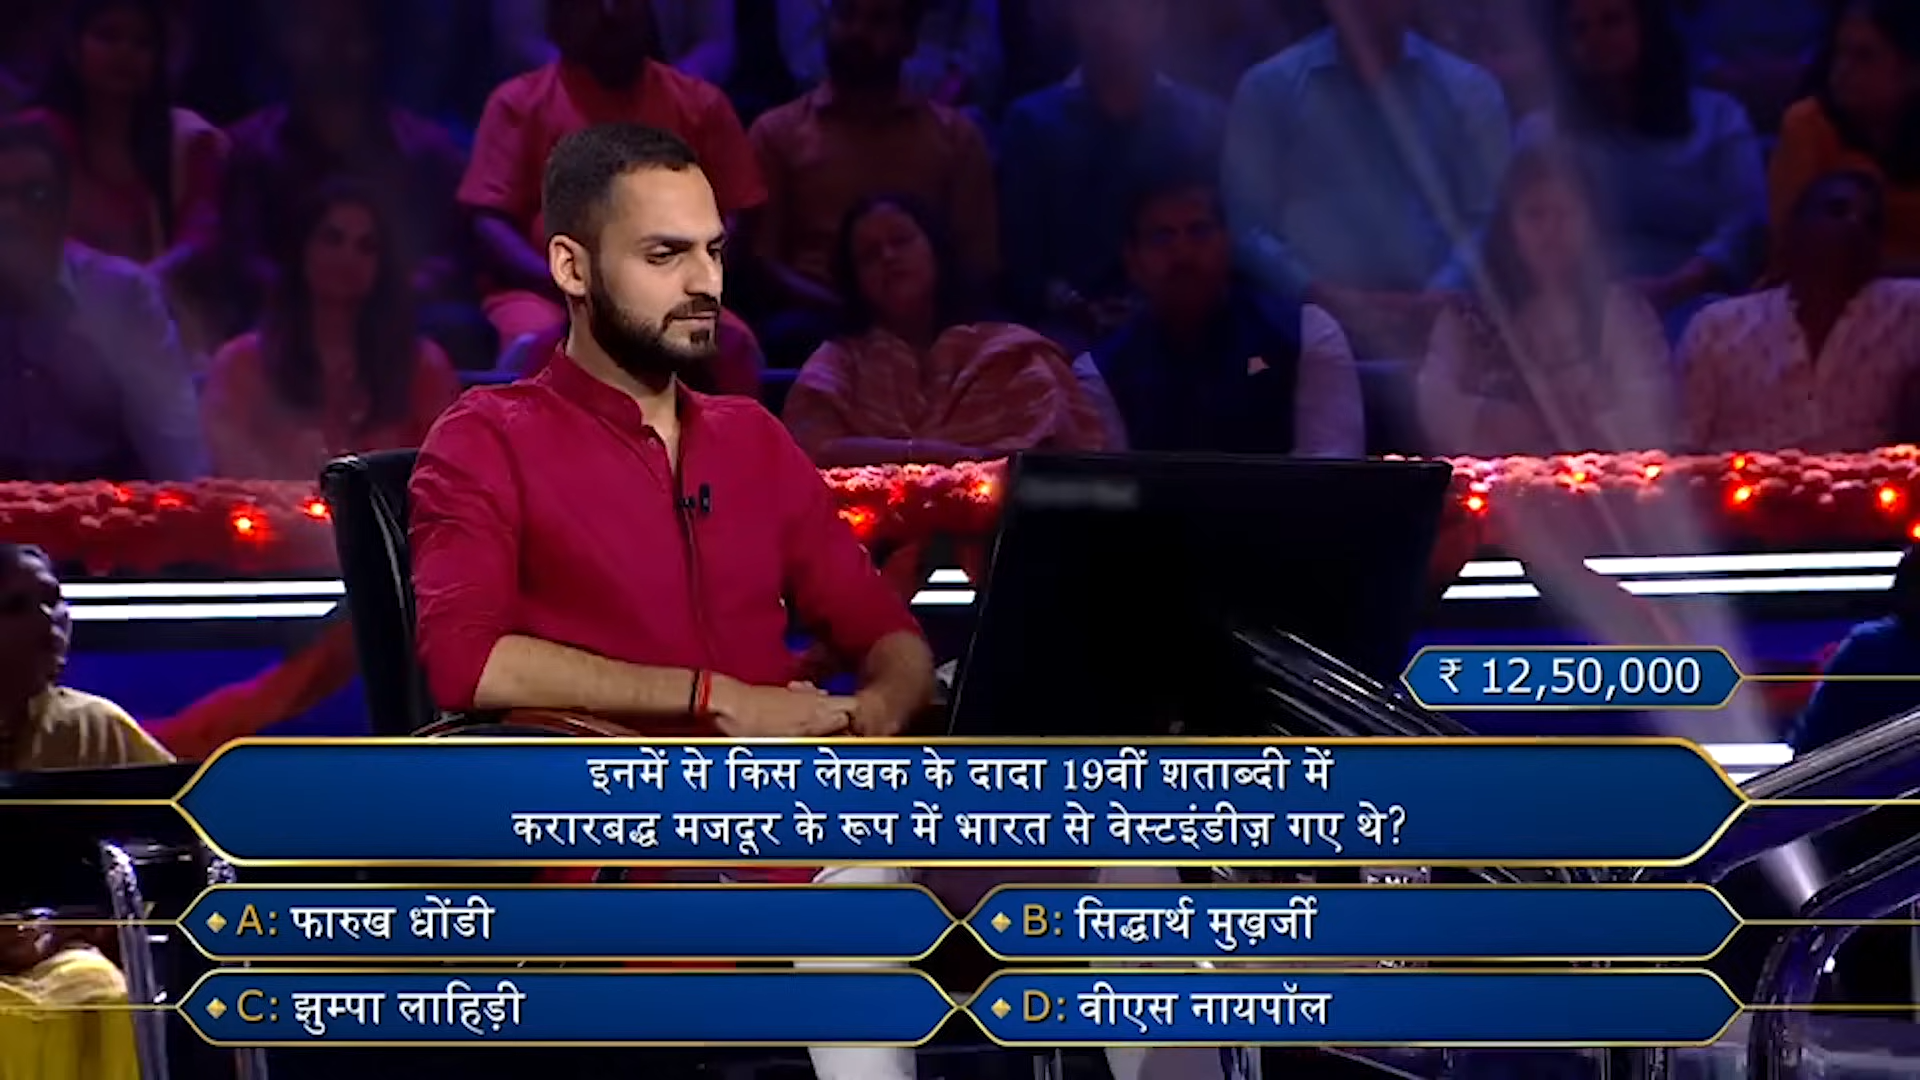 ₹ 12,50,000
इनमें से किस लेखक के दादा 19वीं शताब्दी में
करारबद्ध मजदूर के रूप में भारत से वेस्टइंडीज़ गए थे?
A: फारुख धोंडी
B: सिद्धार्थ मुख़र्जी
C: झुम्पा लाहिड़ी
D: वीएस नायपॉल